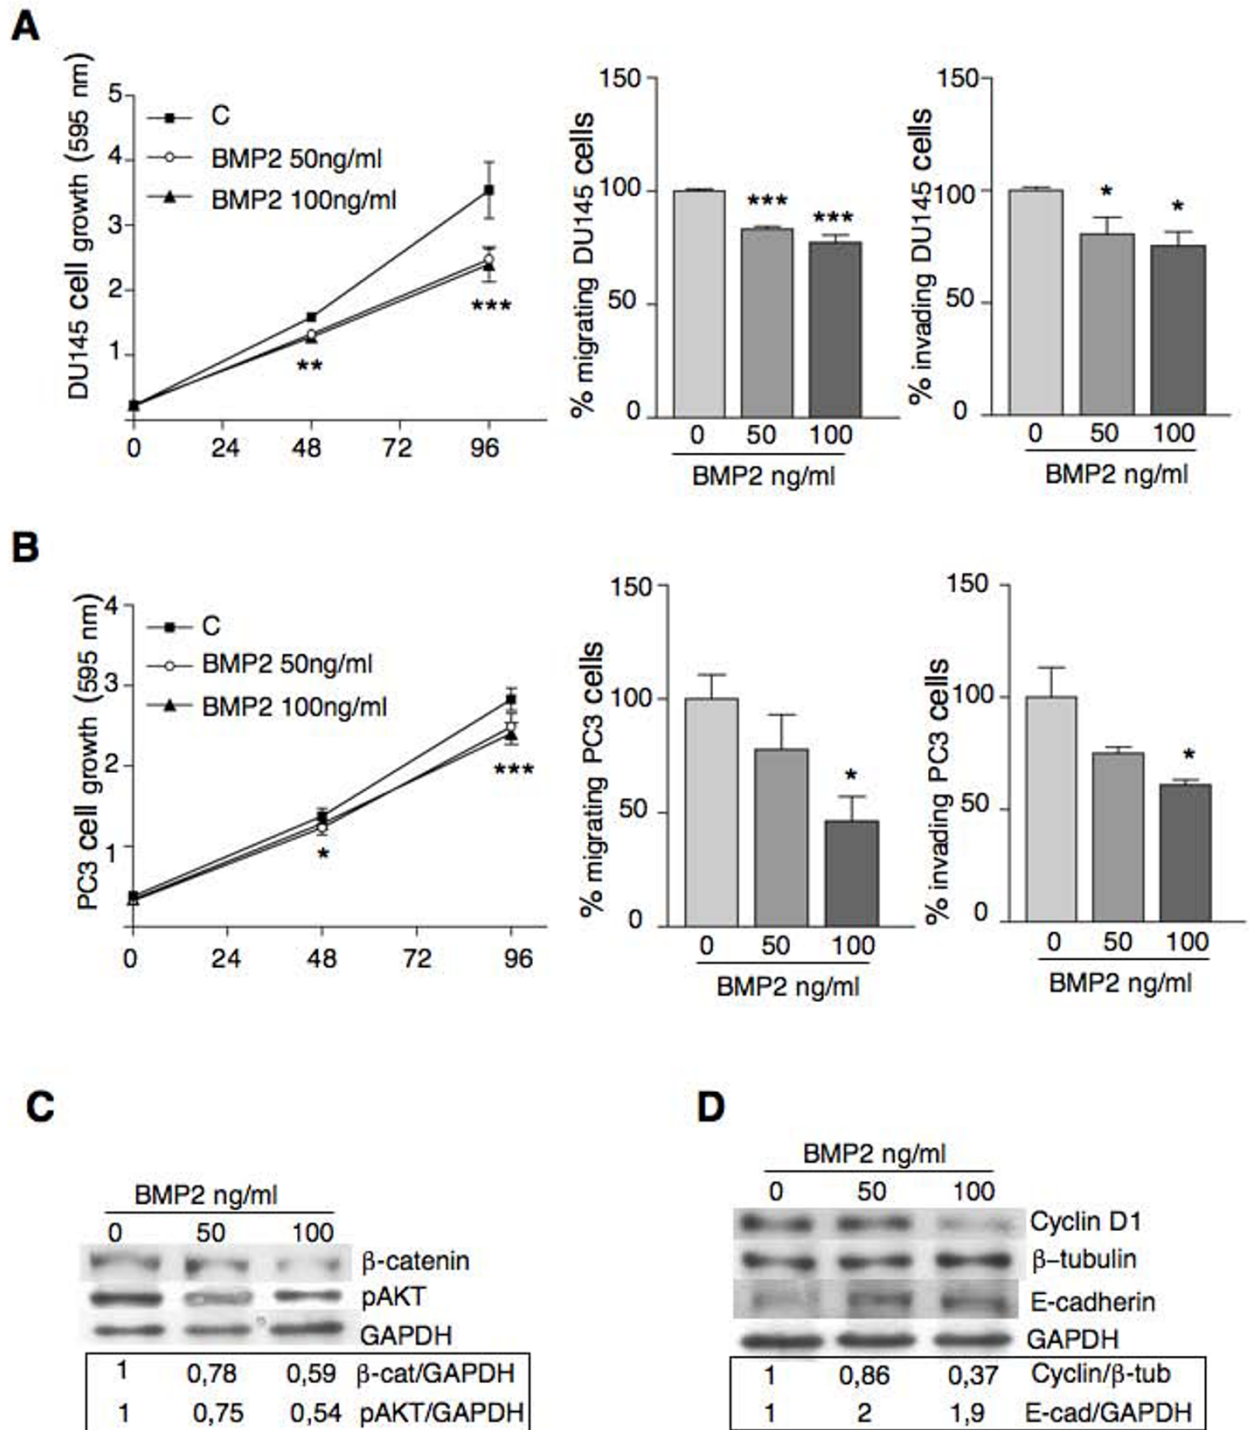 A
DU145 cell growth (595 nm)
5
4
3
2
1
C
BMP2 50ng/ml
BMP2 100ng/ml
**
***
0 24 48 72 96
% migrating DU145 cells
150
100
50
0
***
***
0 50 100
BMP2 ng/ml
% invading DU145 cells
150
100
50
0
*
*
0 50 100
BMP2 ng/ml
B
PC3 cell growth (595 nm)
4
3
2
1
C
BMP2 50ng/ml
BMP2 100ng/ml
*
***
0 24 48 72 96
% migrating PC3 cells
150
100
50
0
*
0 50 100
BMP2 ng/ml
% invading PC3 cells
150
100
50
0
*
0 50 100
BMP2 ng/ml
C
BMP2 ng/ml
0 50 100
β-catenin
pAKT
GAPDH
1 0,78 0,59 β-cat/GAPDH
1 0,75 0,54 pAKT/GAPDH
D
BMP2 ng/ml
0 50 100
Cyclin D1
β–tubulin
E-cadherin
GAPDH
1 0,86 0,37 Cyclin/β-tub
1 2 1,9 E-cad/GAPDH